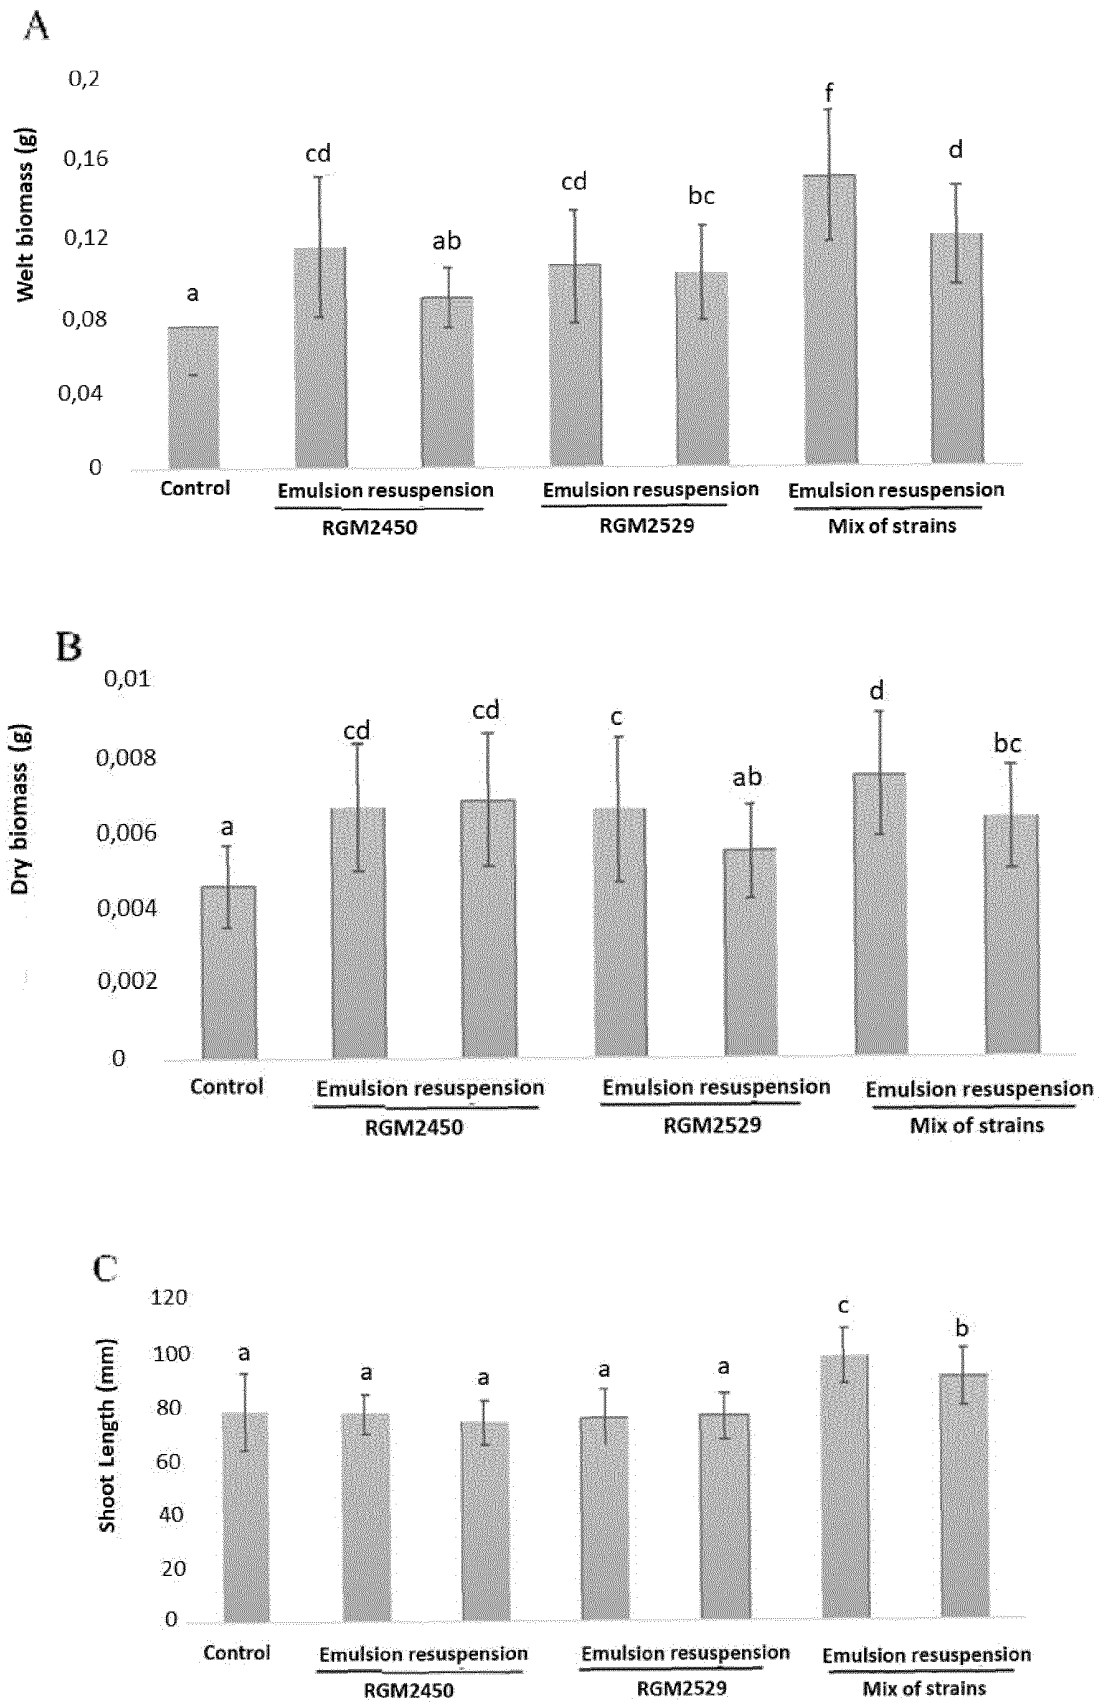 A
Welt biomass (g)
0,2
0,16
0,12
0,08
0,04
0
a
cd
ab
cd
bc
f
d
Control
Emulsion resuspension
Emulsion resuspension
Emulsion resuspension
RGM2450
RGM2529
Mix of strains
B
Dry biomass (g)
0,01
0,008
0,006
0,004
0,002
0
a
cd
cd
c
ab
d
bc
Control
Emulsion resuspension
Emulsion resuspension
Emulsion resuspension
RGM2450
RGM2529
Mix of strains
C
Shoot Length (mm)
120
100
80
60
40
20
0
a
a
a
a
a
c
b
Control
Emulsion resuspension
Emulsion resuspension
Emulsion resuspension
RGM2450
RGM2529
Mix of strains